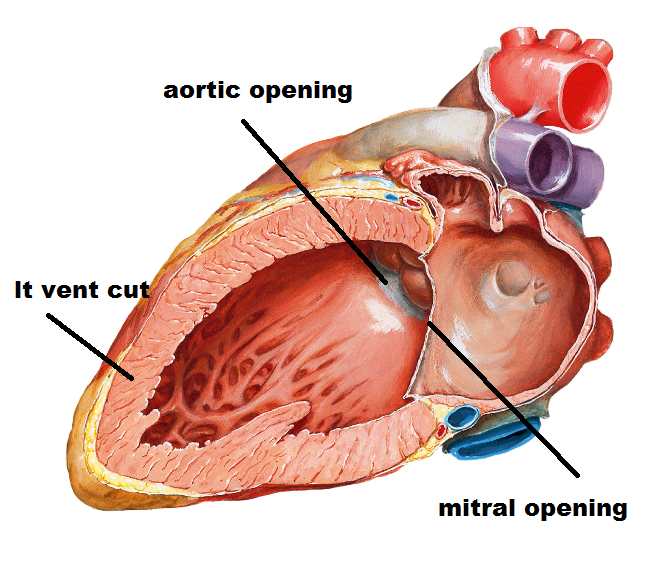 aortic opening
lt vent cut
mitral opening